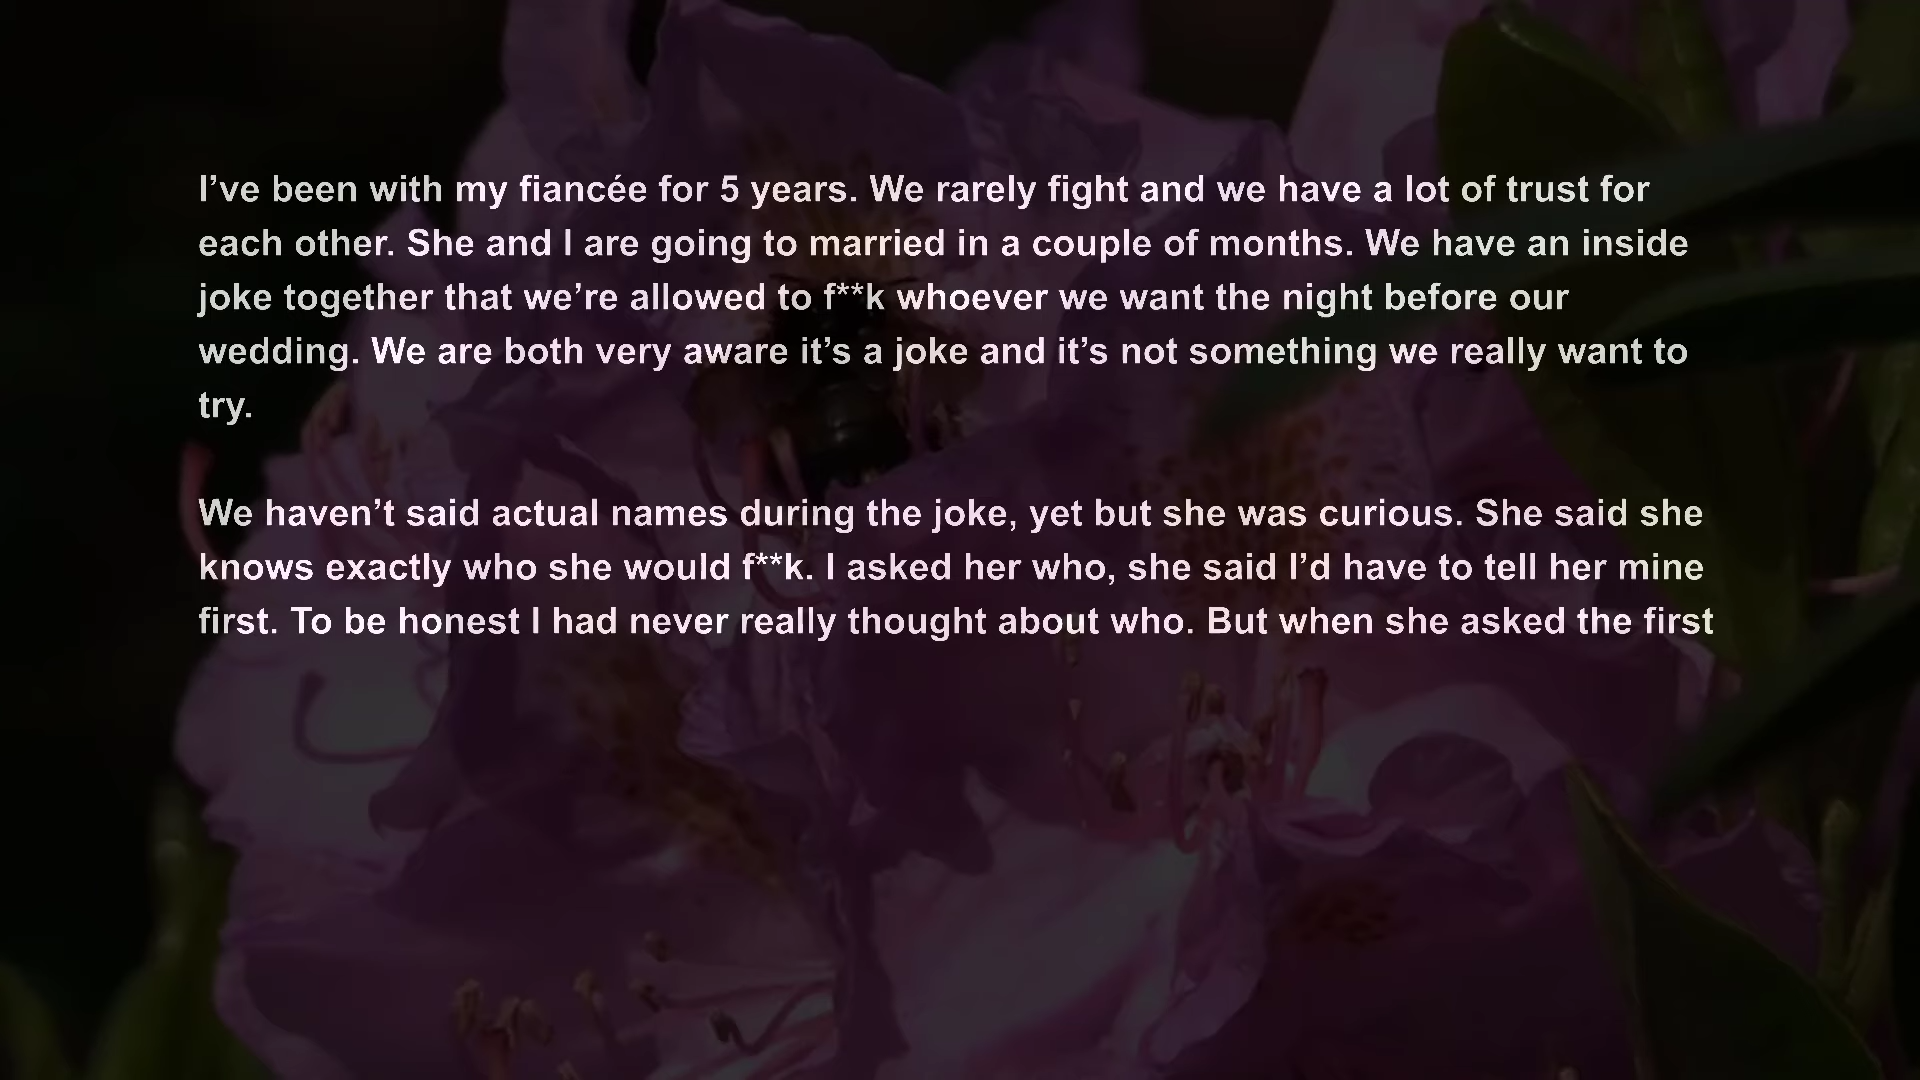 I’ve been with my fiancée for 5 years. We rarely fight and we have a lot of trust for
each other. She and I are going to married in a couple of months. We have an inside
joke together that we’re allowed to f**k whoever we want the night before our
wedding. We are both very aware it’s a joke and it’s not something we really want to
try.
We haven’t said actual names during the joke, yet but she was curious. She said she
knows exactly who she would f**k. I asked her who, she said I’d have to tell her mine
first. To be honest I had never really thought about who. But when she asked the first